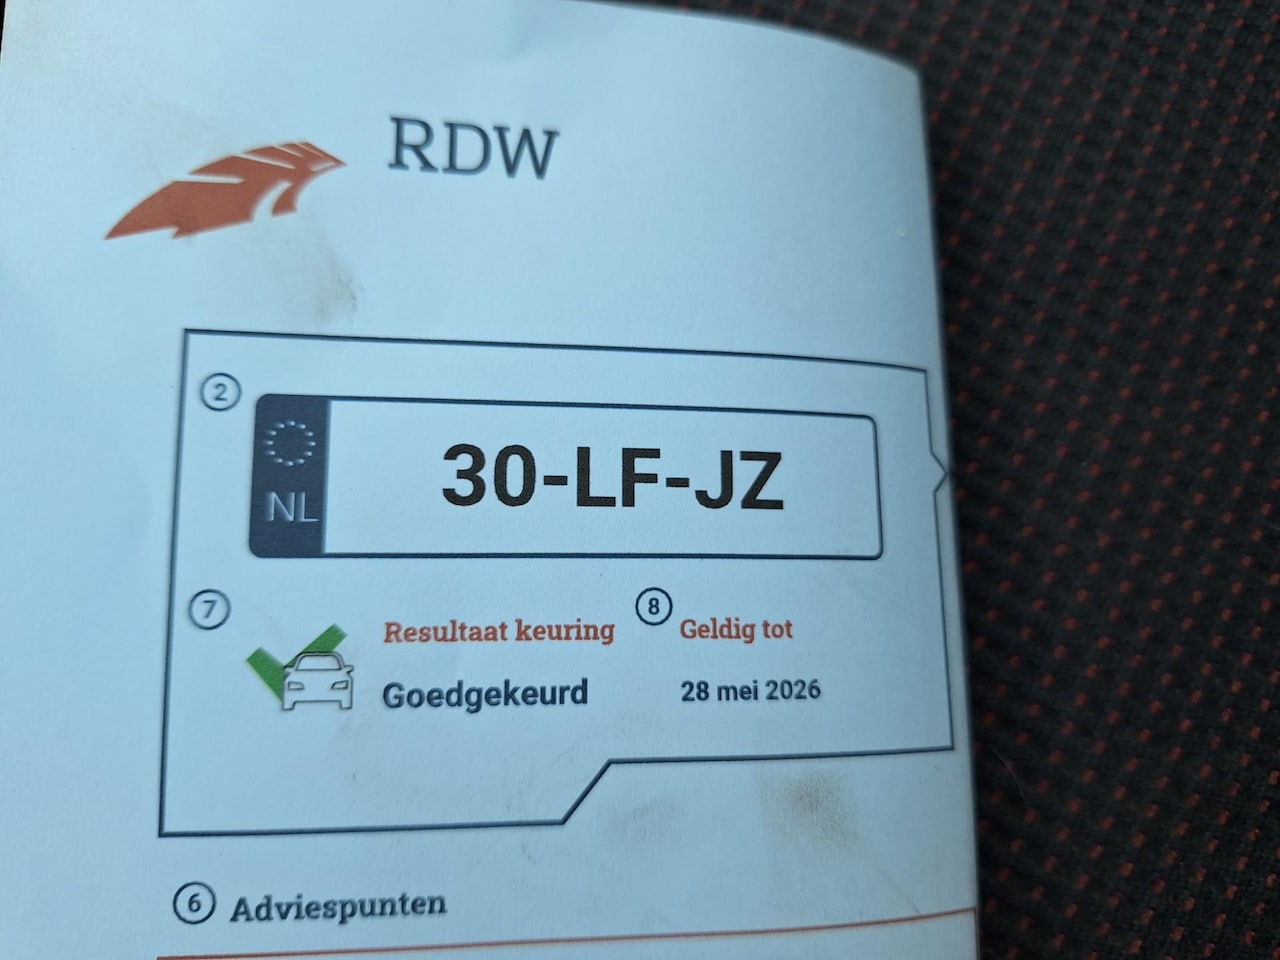 RDW
2
NL
30-LF-JZ
7
Resultaat keuring
Goedgekeurd
8
Geldig tot
28 mei 2026
6 Adviespunten